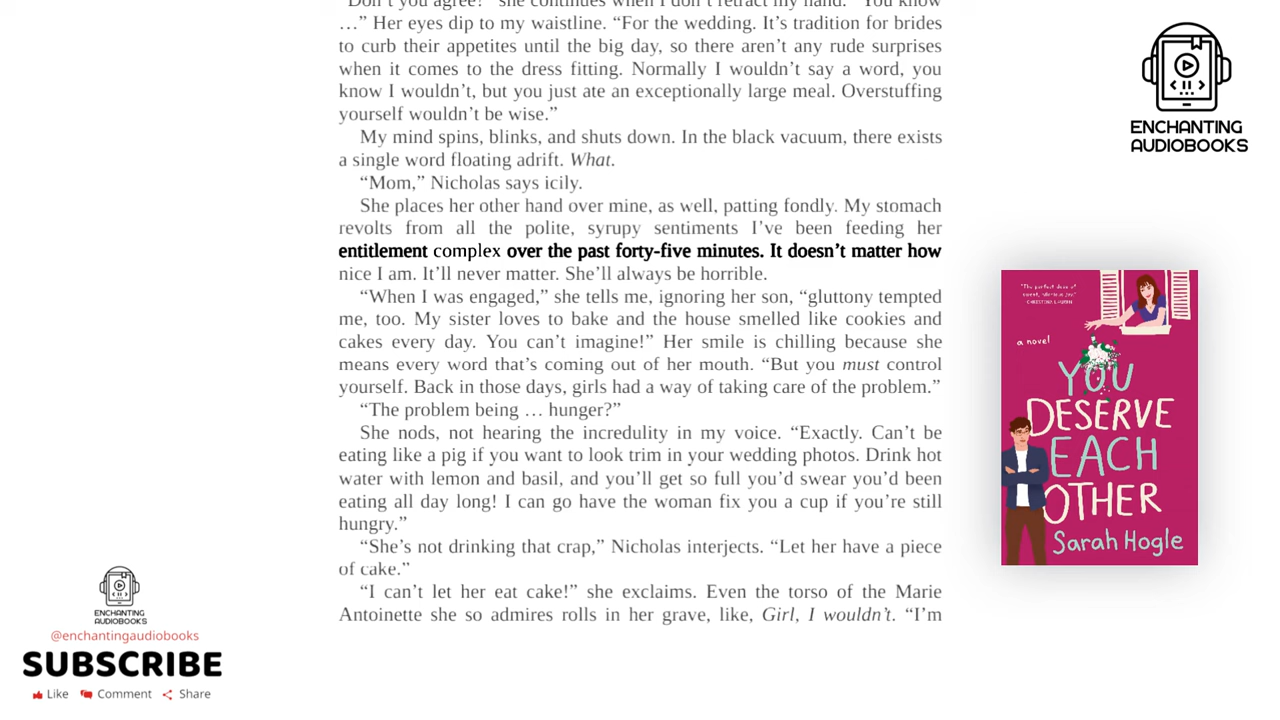 “Don’t you agree?” she continues when I don’t retract my hand. “You know
…” Her eyes dip to my waistline. “For the wedding. It’s tradition for brides
to curb their appetites until the big day, so there aren’t any rude surprises
when it comes to the dress fitting. Normally I wouldn’t say a word, you
know I wouldn’t, but you just ate an exceptionally large meal. Overstuffing
yourself wouldn’t be wise.”
My mind spins, blinks, and shuts down. In the black vacuum, there exists
a single word floating adrift. What.
“Mom,” Nicholas says icily.
She places her other hand over mine, as well, patting fondly. My stomach
revolts from all the polite, syrupy sentiments I’ve been feeding her
entitlement complex over the past forty-five minutes. It doesn’t matter how
nice I am. It’ll never matter. She’ll always be horrible.
“When I was engaged,” she tells me, ignoring her son, “gluttony tempted
me, too. My sister loves to bake and the house smelled like cookies and
cakes every day. You can’t imagine!” Her smile is chilling because she
means every word that’s coming out of her mouth. “But you must control
yourself. Back in those days, girls had a way of taking care of the problem.”
“The problem being … hunger?”
She nods, not hearing the incredulity in my voice. “Exactly. Can’t be
eating like a pig if you want to look trim in your wedding photos. Drink hot
water with lemon and basil, and you’ll get so full you’d swear you’d been
eating all day long! I can go have the woman fix you a cup if you’re still
hungry.”
“She’s not drinking that crap,” Nicholas interjects. “Let her have a piece
of cake.”
“I can’t let her eat cake!” she exclaims. Even the torso of the Marie
Antoinette she so admires rolls in her grave, like, Girl, I wouldn’t. “I’m
ENCHANTING
AUDIOBOOKS
a novel
YOU
DESERVE
EACH
OTHER
Sarah Hogle
ENCHANTING
AUDIOBOOKS
@enchantingaudiobooks
SUBSCRIBE
Like Comment Share